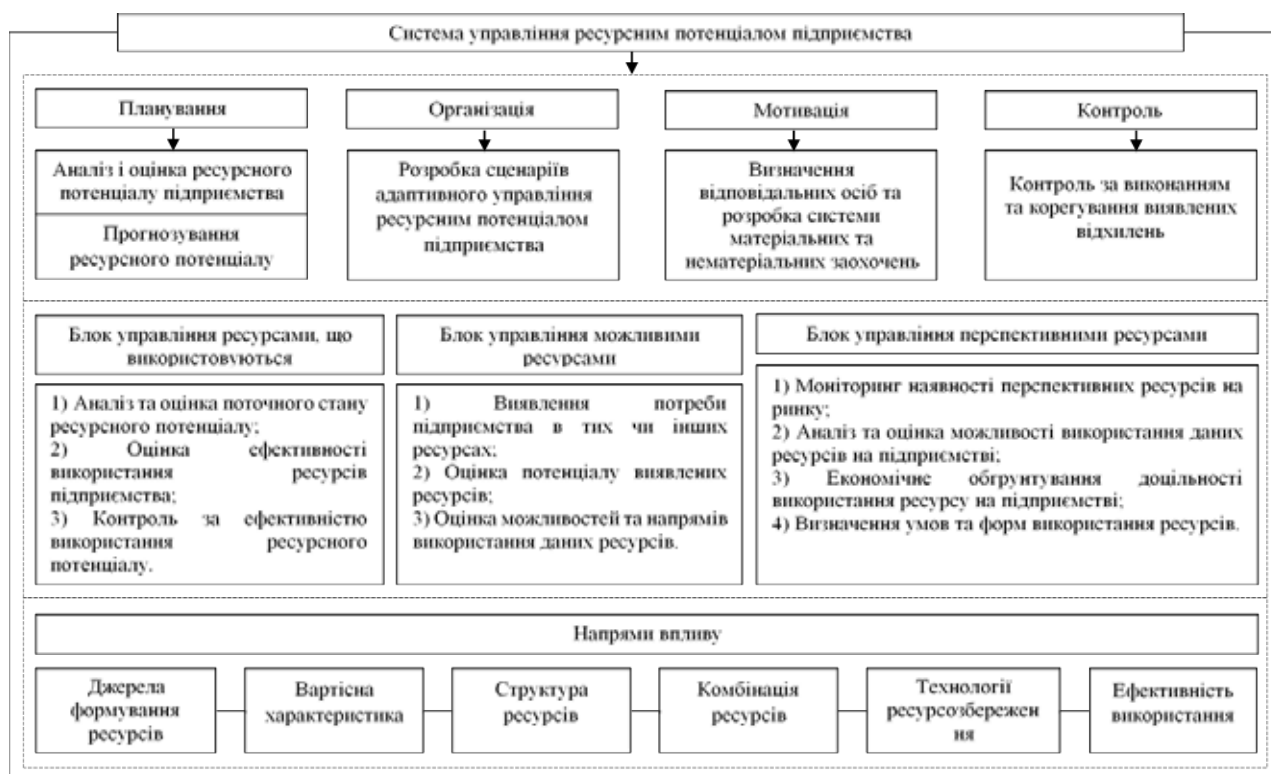 Система управління ресурсним потенціалом підприємства
Планування
Організація
Мотивація
Контроль
Аналіз і оцінка ресурсного
потенціалу підприємства
Прогнозування
ресурсного потенціалу
Розробка сценаріїв
адаптивного управління
ресурсним потенціалом
підприємства
Визначення
відповідальних осіб та
розробка системи
матеріальних та
нематеріальних заохочень
Контроль за виконанням
та корегування виявлених
відхилень
Блок управління ресурсами, що
використовуються
Блок управління можливими
ресурсами
Блок управління перспективними ресурсами
1) Аналіз та оцінка поточного стану
ресурсного потенціалу;
2) Оцінка ефективності
використання ресурсів
підприємства;
3) Контроль за ефективністю
використання ресурсного
потенціалу.
1) Виявлення потреби
підприємства в тих чи інших
ресурсах;
2) Оцінка потенціалу виявлених
ресурсів;
3) Оцінка можливостей та напрямів
використання даних ресурсів.
1) Моніторинг наявності перспективних ресурсів на
ринку;
2) Аналіз та оцінка можливості використання даних
ресурсів на підприємстві;
3) Економічне обґрунтування доцільності
використання ресурсу на підприємстві;
4) Визначення умов та форм використання ресурсів.
Напрями впливу
Джерела
формування
ресурсів
Вартісна
характеристика
Структура
ресурсів
Комбінація
ресурсів
Технології
ресурсозбережен
ня
Ефективність
використання